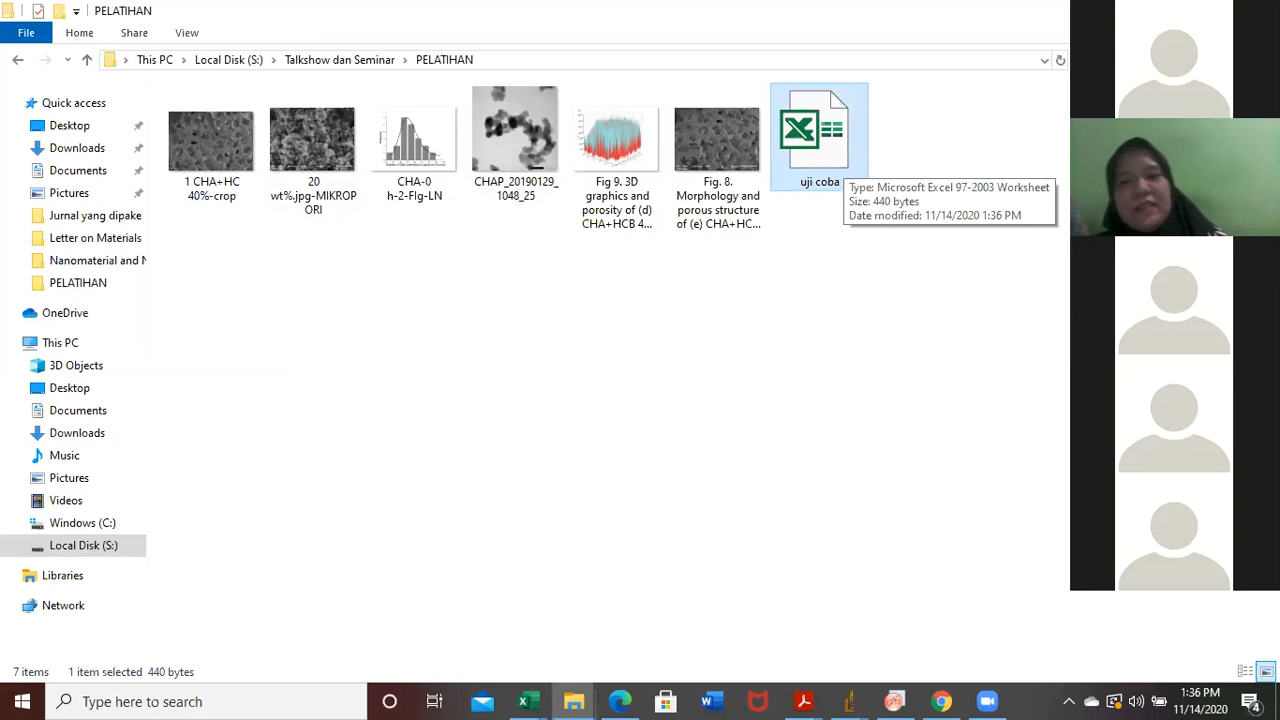 PELATIHAN
File Home Share View
This PC Local Disk (S:) Talkshow dan Seminar PELATIHAN
Quick access
Desktop
Downloads
Documents
Pictures
Jurnal yang dipake
Letter on Materials
Nanomaterial and N
PELATIHAN
OneDrive
This PC
3D Objects
Desktop
Documents
Downloads
Music
Pictures
Videos
Windows (C:)
Local Disk (S:)
Libraries
Network
1 CHA+HC
40%-crop
20
wt%.jpg-MIKROP
ORI
CHA-0
h-2-FIg-LN
CHAP_20190129_
1048_25
Fig 9. 3D
graphics and
porosity of (d)
CHA+HCB 4...
Fig. 8.
Morphology and
porous structure
of (e) CHA+HC...
uji coba
Type: Microsoft Excel 97-2003 Worksheet
Size: 440 bytes
Date modified: 11/14/2020 1:36 PM
7 items 1 item selected 440 bytes
Type here to search
1:36 PM
11/14/2020
4